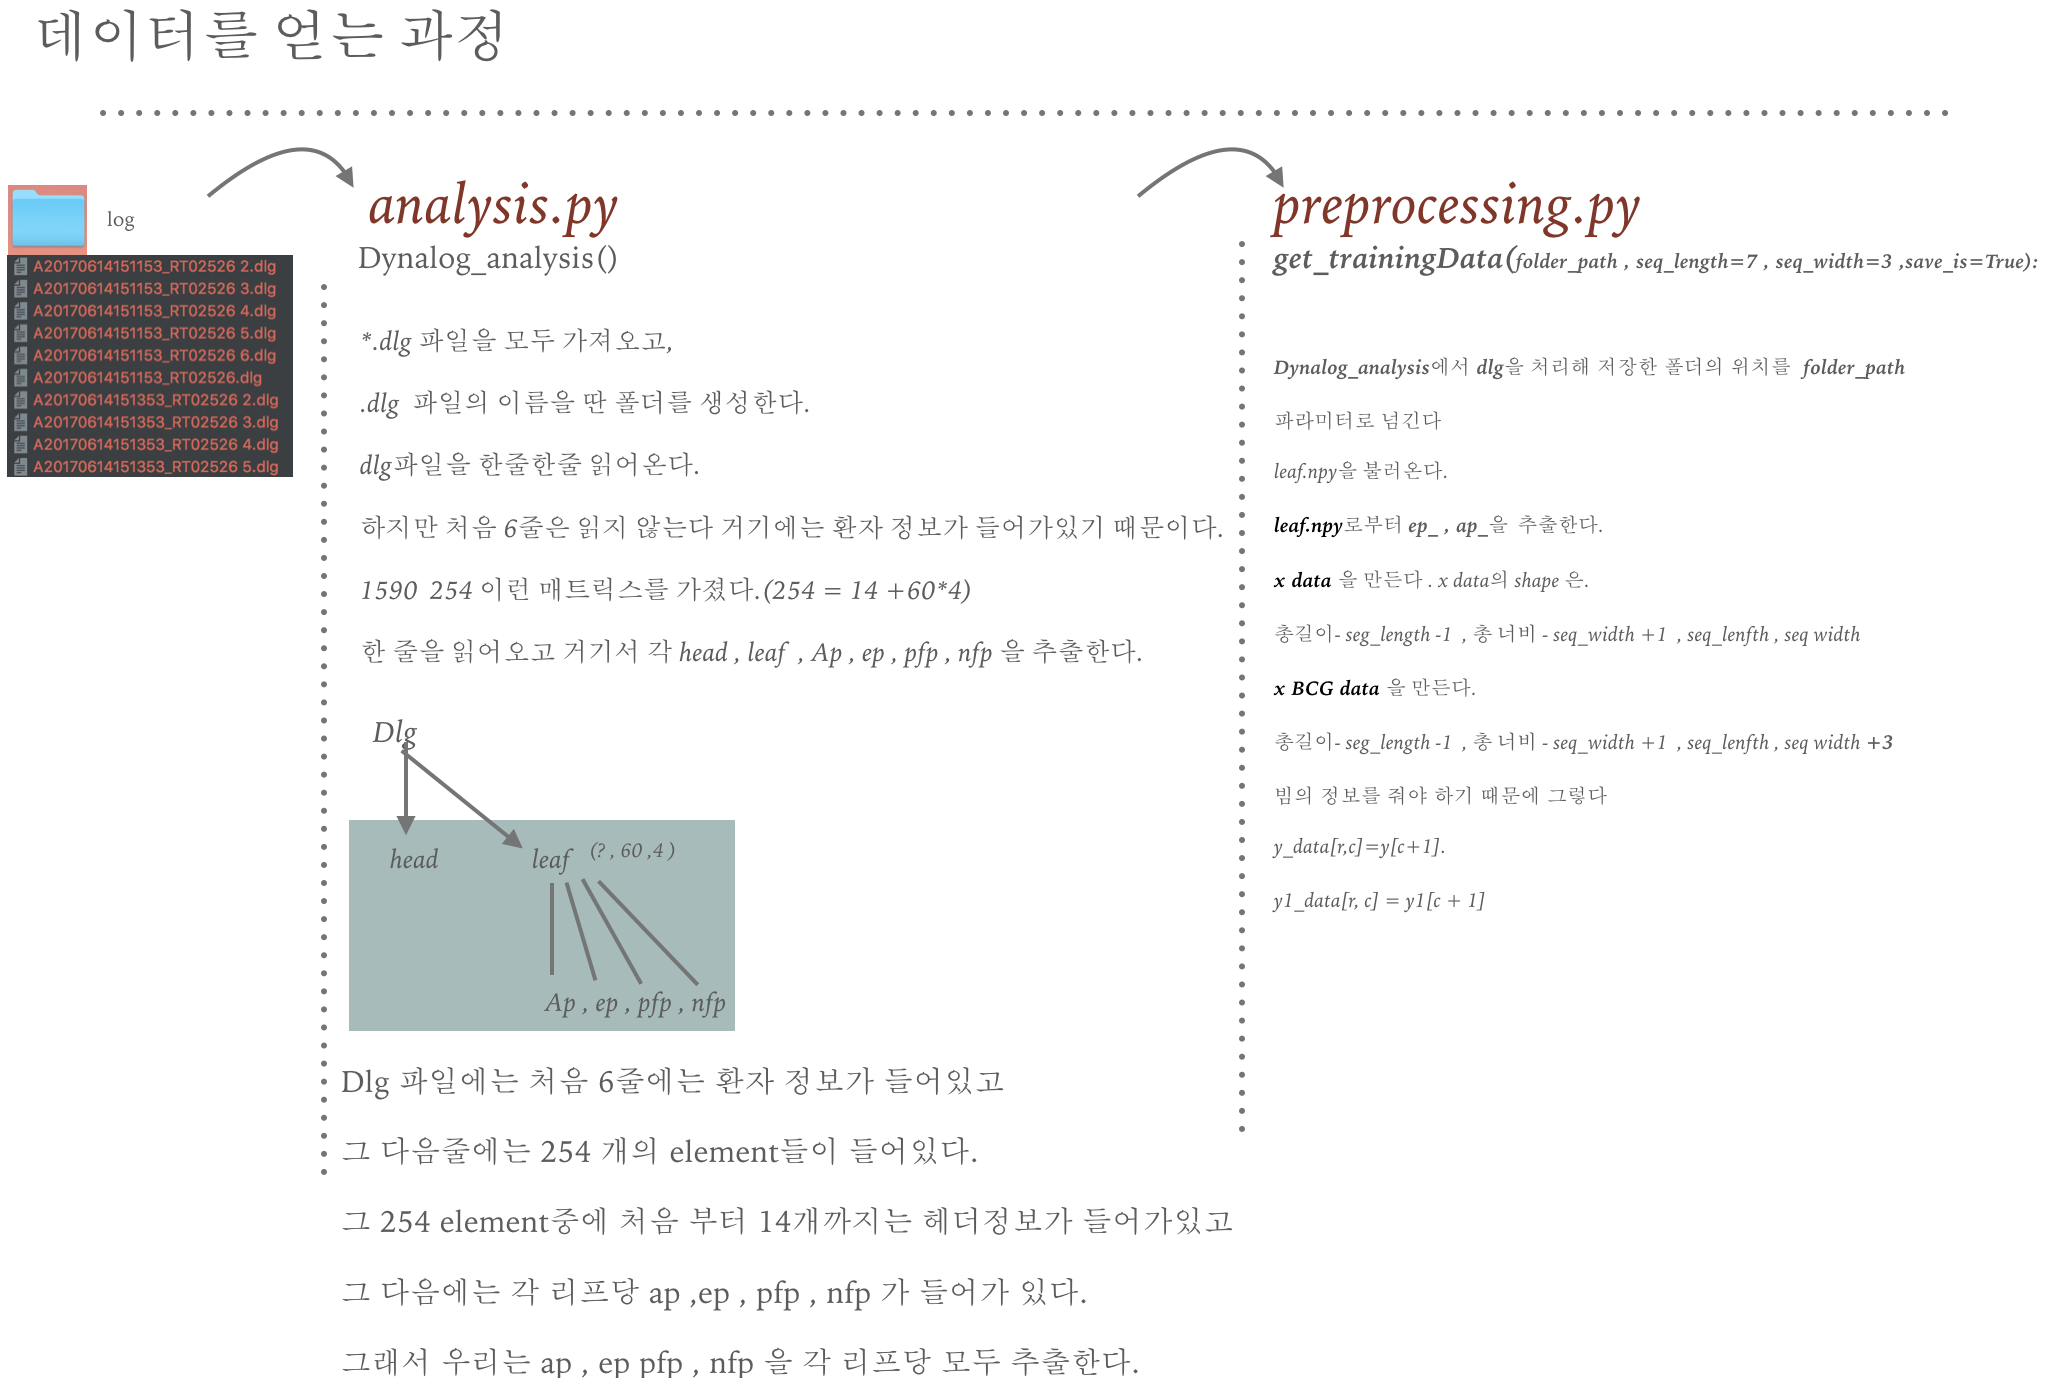 데이터를 얻는 과정
log
A20170614151153_RT02526 2.dlg
A20170614151153_RT02526 3.dlg
A20170614151153_RT02526 4.dlg
A20170614151153_RT02526 5.dlg
A20170614151153_RT02526 6.dlg
A20170614151153_RT02526.dlg
A20170614151353_RT02526 2.dlg
A20170614151353_RT02526 3.dlg
A20170614151353_RT02526 4.dlg
A20170614151353_RT02526 5.dlg
analysis.py
Dynalog_analysis()
*.dlg 파일을 모두 가져오고,
.dlg 파일의 이름을 딴 폴더를 생성한다.
dlg파일을 한줄한줄 읽어온다.
하지만 처음 6줄은 읽지 않는다 거기에는 환자 정보가 들어가있기 때문이다.
1590 254 이런 매트릭스를 가졌다.(254 = 14 +60*4)
한 줄을 읽어오고 거기서 각 head , leaf , Ap , ep , pfp , nfp 을 추출한다.
Dlg
head
leaf (? , 60 ,4 )
Ap , ep , pfp , nfp
Dlg 파일에는 처음 6줄에는 환자 정보가 들어있고
그 다음줄에는 254 개의 element들이 들어있다.
그 254 element중에 처음 부터 14개까지는 헤더정보가 들어가있고
그 다음에는 각 리프당 ap ,ep , pfp , nfp 가 들어가 있다.
그래서 우리는 ap , ep pfp , nfp 을 각 리프당 모두 추출한다.
preprocessing.py
get_trainingData(folder_path , seq_length=7 , seq_width=3 ,save_is=True):
Dynalog_analysis에서 dlg을 처리해 저장한 폴더의 위치를 folder_path
파라미터로 넘긴다
leaf.npy을 불러온다.
leaf.npy로부터 ep_ , ap_을 추출한다.
x data 을 만든다 . x data의 shape 은.
총길이- seg_length -1 , 총 너비 - seq_width +1 , seq_lenfth , seq width
x BCG data 을 만든다.
총길이- seg_length -1 , 총 너비 - seq_width +1 , seq_lenfth , seq width +3
빔의 정보를 줘야 하기 때문에 그렇다
y_data[r,c]=y[c+1].
y1_data[r, c] = y1[c + 1]